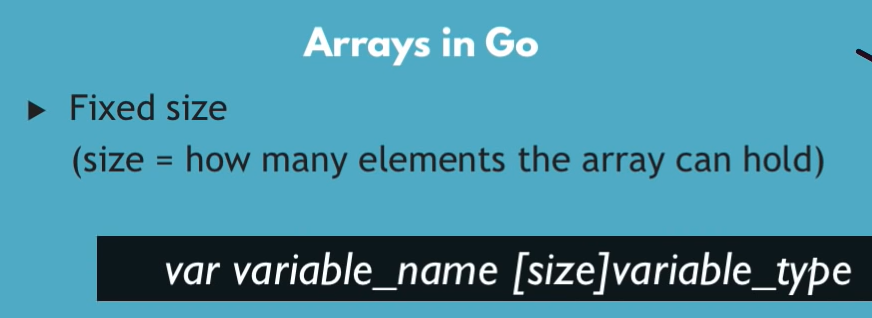 Arrays in Go
▶ Fixed size
(size = how many elements the array can hold)
var variable_name [size]variable_type